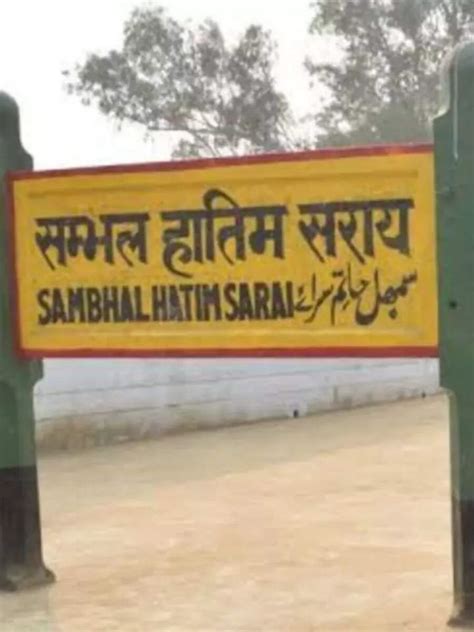 सम्भल हातिम सराय
SAMBHAL HATIM SARAI سمبھل حاتم سرائے